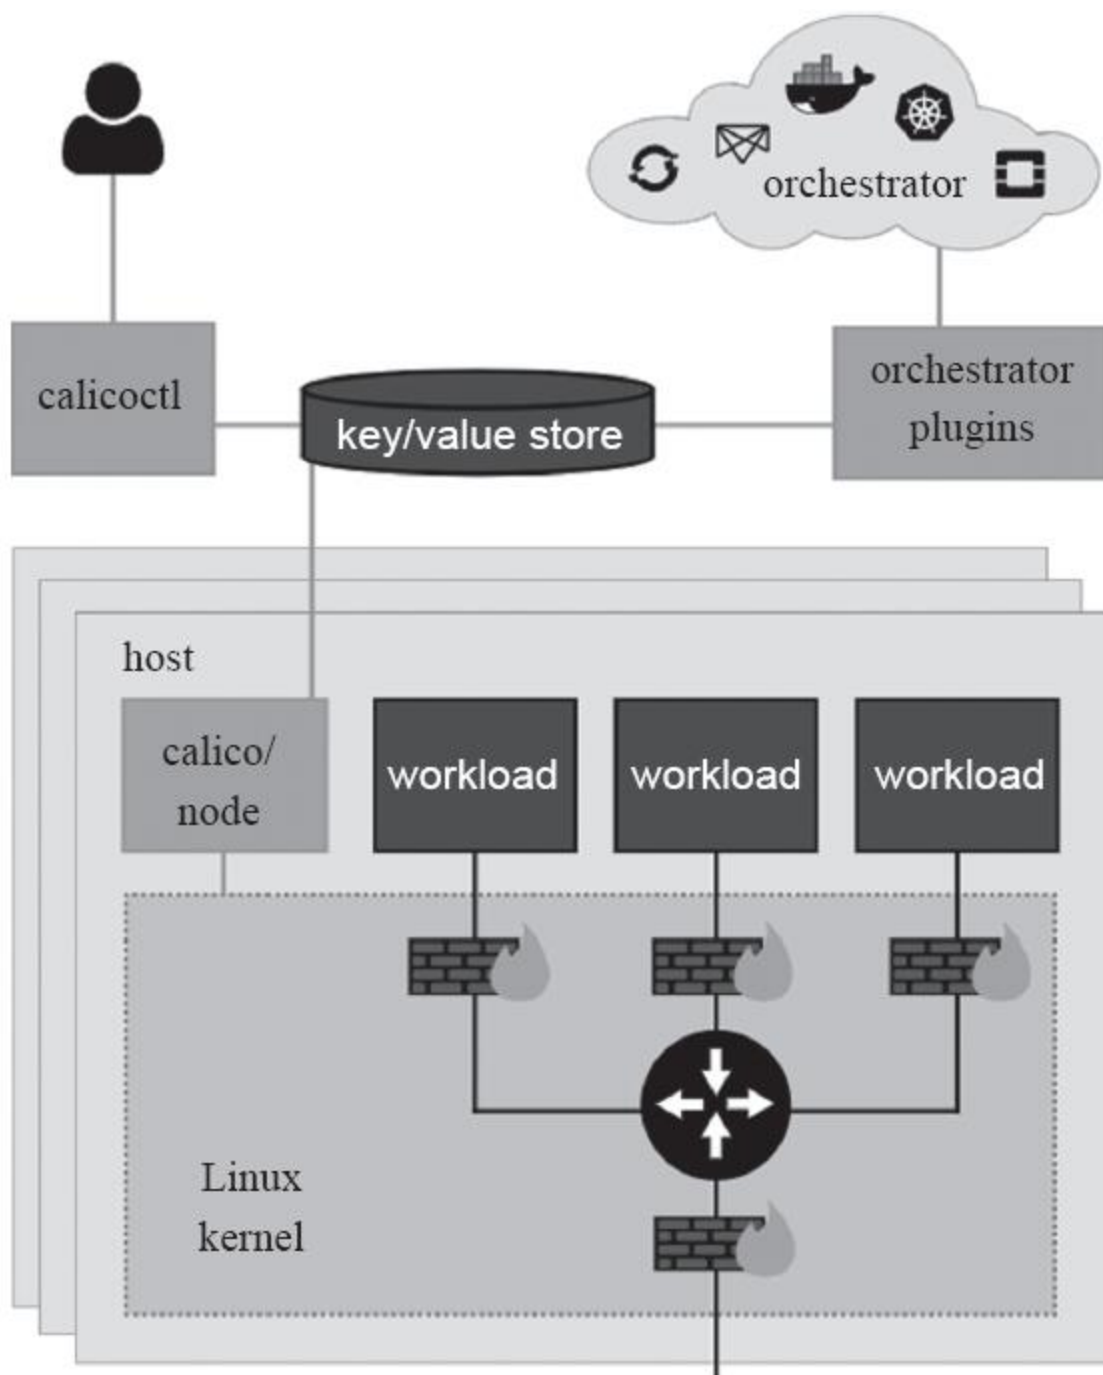 orchestrator
calicoctl
key/value store
orchestrator
plugins
host
calico/
node
workload
workload
workload
Linux
kernel